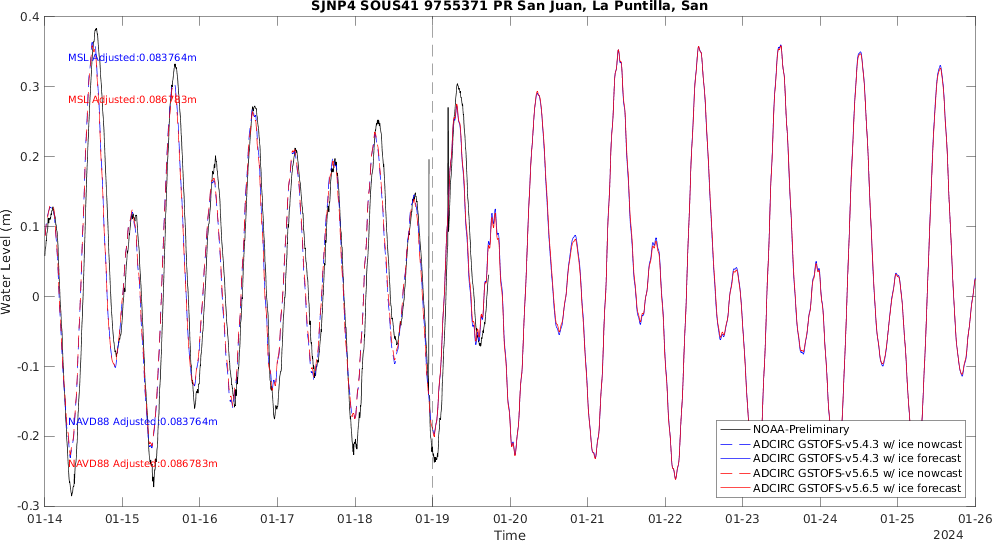 SJNP4 SOUS41 9755371 PR San Juan, La Puntilla, San
0.4
0.3
0.2
0.1
0
-0.1
-0.2
-0.3
Water Level (m)
MSL Adjusted:0.083764m
MSL Adjusted:0.086783m
NAVD88 Adjusted:0.083764m
NAVD88 Adjusted:0.086783m
NOAA-Preliminary
ADCIRC GSTOFS-v5.4.3 w/ ice nowcast
ADCIRC GSTOFS-v5.4.3 w/ ice forecast
ADCIRC GSTOFS-v5.6.5 w/ ice nowcast
ADCIRC GSTOFS-v5.6.5 w/ ice forecast
01-14 01-15 01-16 01-17 01-18 01-19 01-20 01-21 01-22 01-23 01-24 01-25 01-26
Time
2024